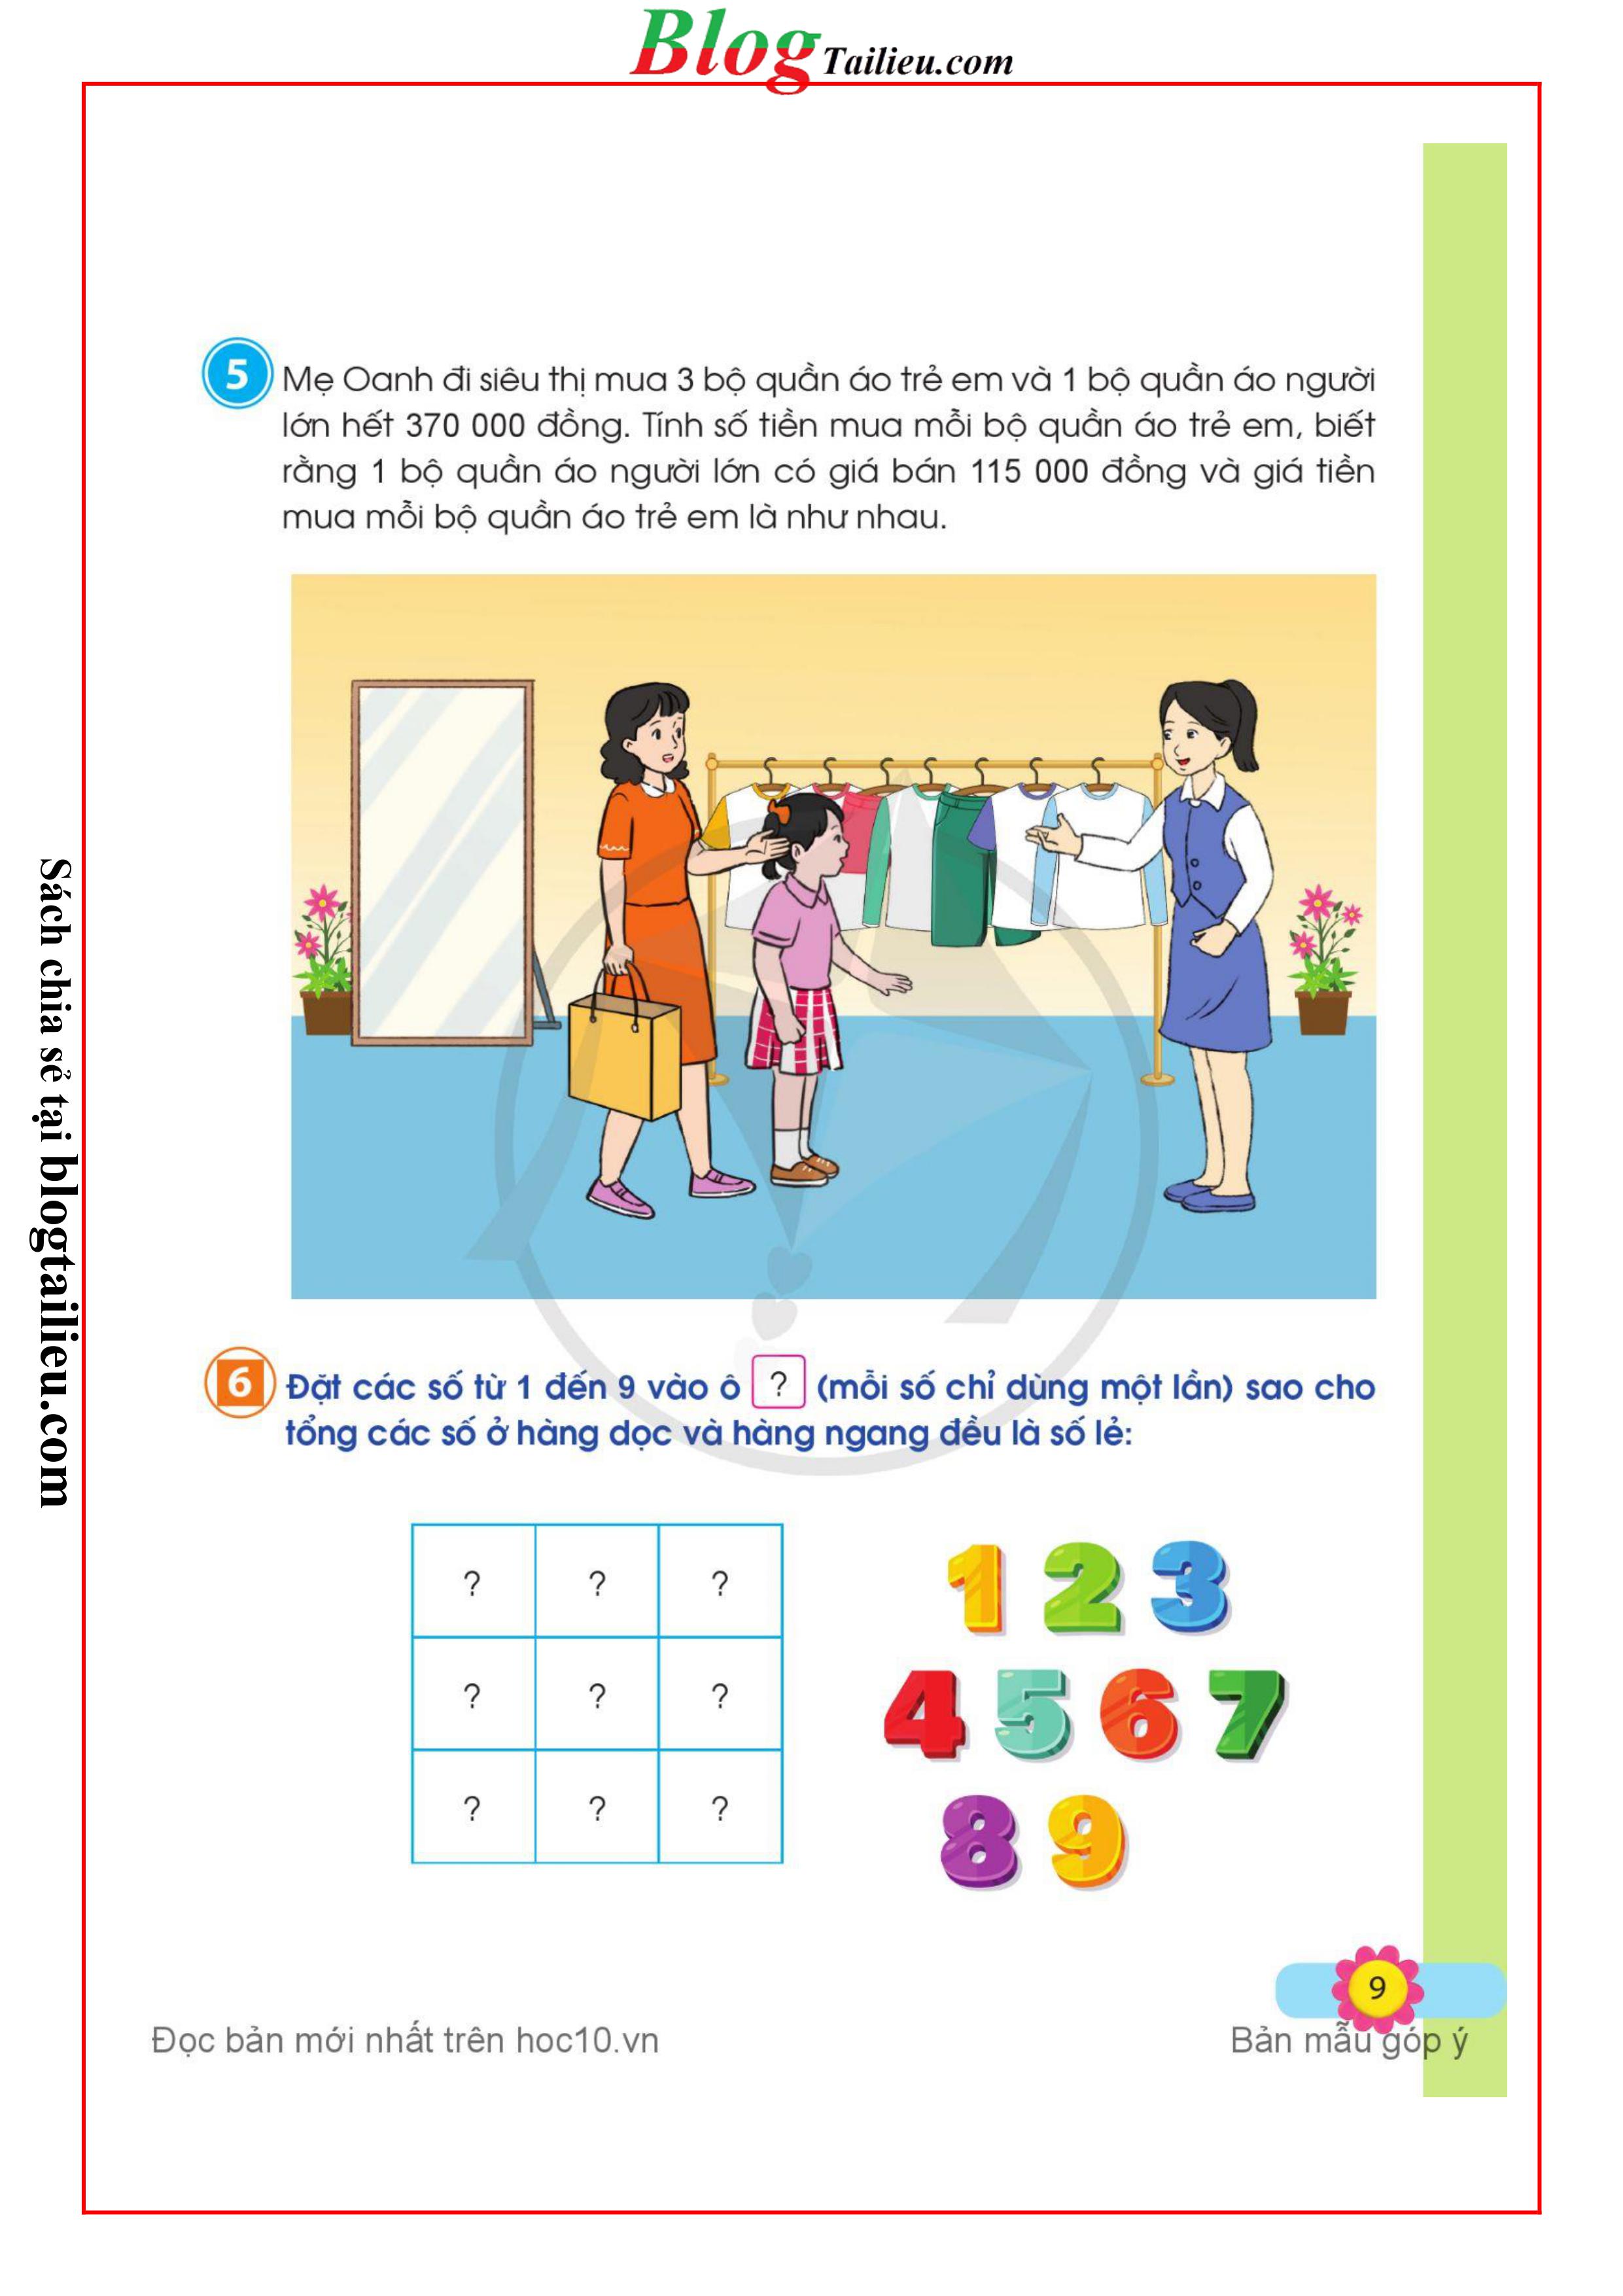 Blog Tailieu.com
5 Mẹ Oanh đi siêu thị mua 3 bộ quần áo trẻ em và 1 bộ quần áo người
lớn hết 370 000 đồng. Tính số tiền mua mỗi bộ quần áo trẻ em, biết
rằng 1 bộ quần áo người lớn có giá bán 115 000 đồng và giá tiền
mua mỗi bộ quần áo trẻ em là như nhau.
Sách chia sẻ tại blogtailieu.com
6 Đặt các số từ 1 đến 9 vào ô ? (mỗi số chỉ dùng một lần) sao cho
tổng các số ở hàng dọc và hàng ngang đều là số lẻ:
? ? ?
? ? ?
? ? ?
1 2 3
4 5 6 7
8 9
9
Đọc bản mới nhất trên hoc10.vn
Bản mẫu góp ý